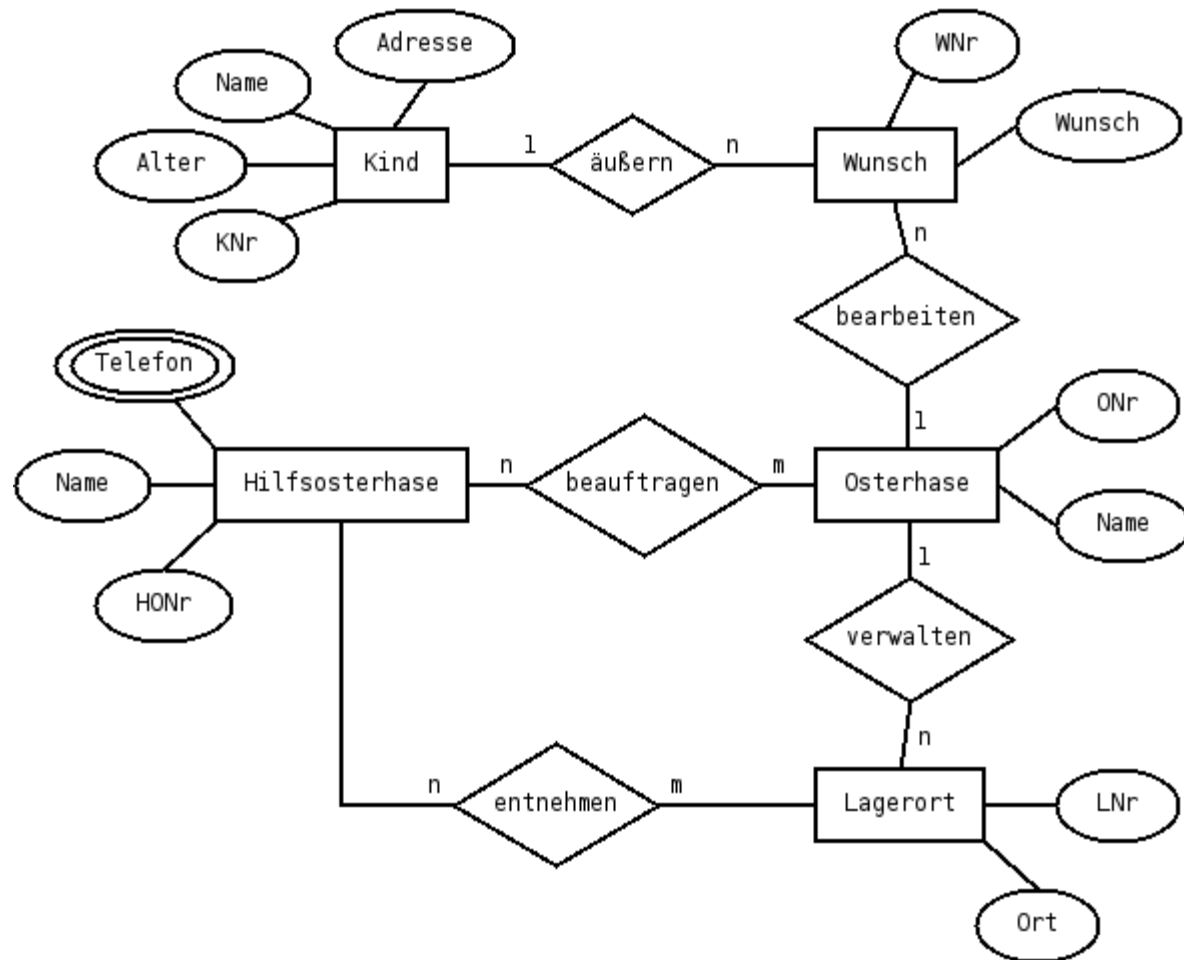 Adresse
WNr
Name
Wunsch
Alter
Kind
1
äußern
n
Wunsch
KNr
n
bearbeiten
Telefon
ONr
1
Name
Hilfsosterhase
n
beauftragen
m
Osterhase
Name
1
HONr
verwalten
n
n
entnehmen
m
Lagerort
LNr
Ort